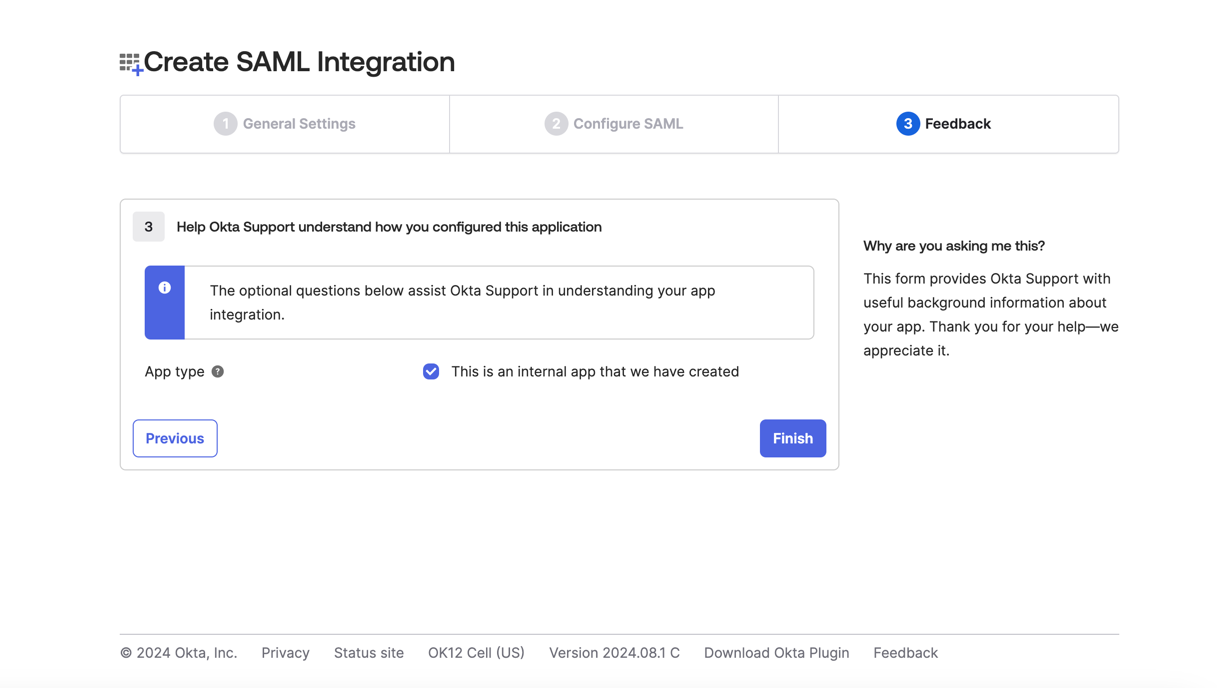 Create SAML Integration
1 General Settings
2 Configure SAML
3 Feedback
3 Help Okta Support understand how you configured this application
The optional questions below assist Okta Support in understanding your app
integration.
App type ?
This is an internal app that we have created
Previous
Finish
Why are you asking me this?
This form provides Okta Support with
useful background information about
your app. Thank you for your help—we
appreciate it.
© 2024 Okta, Inc. Privacy Status site OK12 Cell (US) Version 2024.08.1 C Download Okta Plugin Feedback